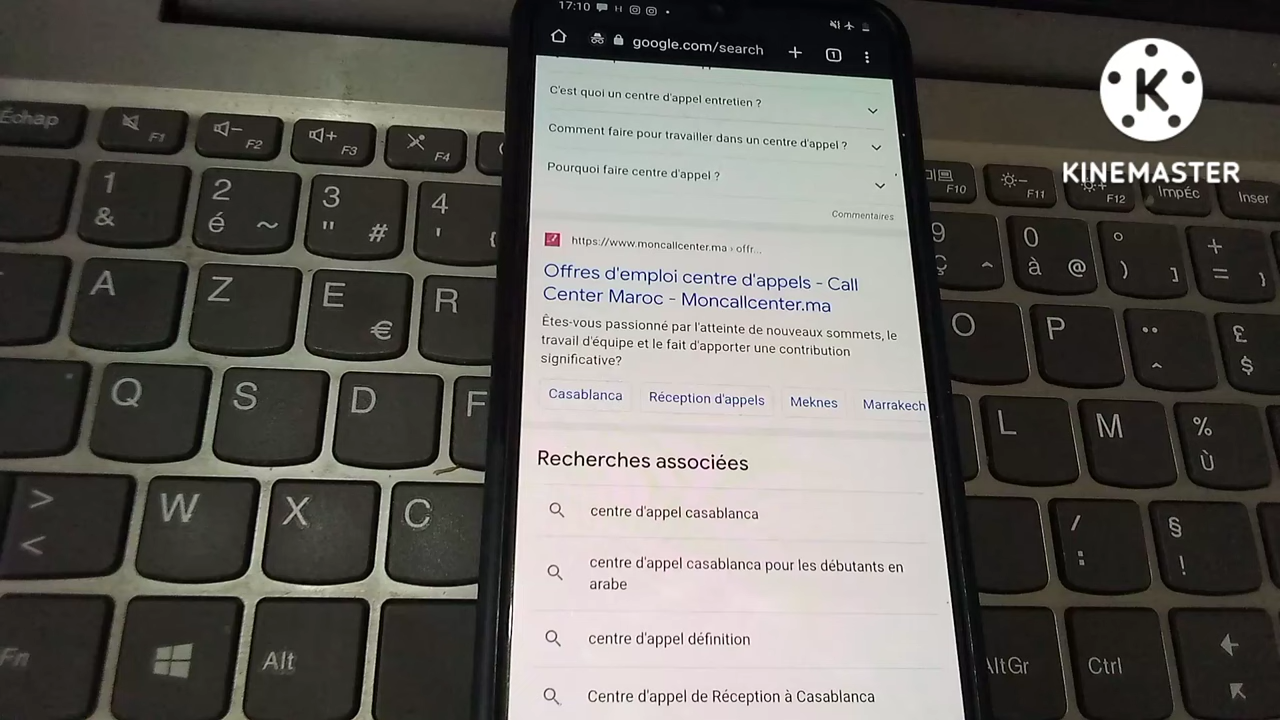 17:10
google.com/search
C'est quoi un centre d'appel entretien ?
Comment faire pour travailler dans un centre d'appel ?
Pourquoi faire centre d'appel ?
Commentaires
https://www.moncallcenter.ma › offr...
Offres d'emploi centre d'appels - Call
Center Maroc - Moncallcenter.ma
Êtes-vous passionné par l'atteinte de nouveaux sommets, le
travail d'équipe et le fait d'apporter une contribution
significative?
Casablanca Réception d'appels Meknes Marrakech
Recherches associées
centre d'appel casablanca
centre d'appel casablanca pour les débutants en
arabe
centre d'appel définition
Centre d'appel de Réception à Casablanca
K
KINEMASTER
Échap F1 F2 F3 F4 F10 F11 F12 ImpÉc Inser
1 & 2 é ~ 3 " # 4 ' { 9 ç ^ 0 à @ ° ) ] + = }
A Z E € R O P ¨ ^ £ $
Q S D F L M % Ù
> < W X C / : § !
Fn Alt AltGr Ctrl